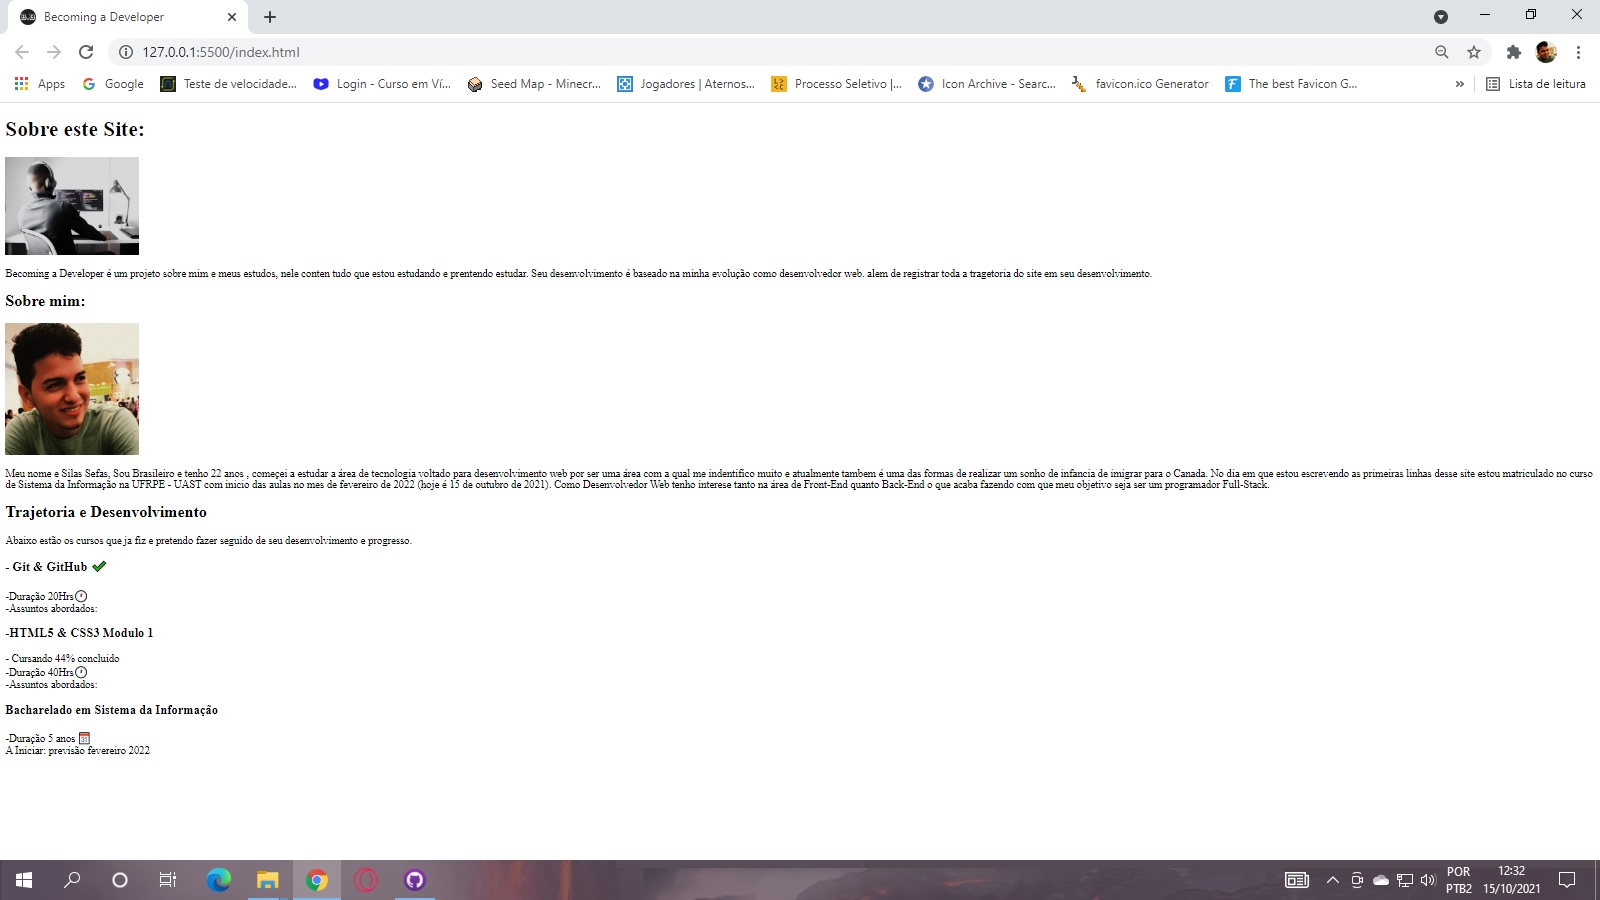 Becoming a Developer
127.0.0.1:5500/index.html
Apps Google Teste de velocidade... Login - Curso em Ví... Seed Map - Minecr... Jogadores | Aternos... Processo Seletivo |... Icon Archive - Searc... favicon.ico Generator The best Favicon G... » Lista de leitura
Sobre este Site:
Becoming a Developer é um projeto sobre mim e meus estudos, nele conten tudo que estou estudando e prentendo estudar. Seu desenvolvimento é baseado na minha evolução como desenvolvedor web. alem de registrar toda a tragetoria do site em seu desenvolvimento.
Sobre mim:
Meu nome e Silas Sefas, Sou Brasileiro e tenho 22 anos , começei a estudar a área de tecnologia voltado para desenvolvimento web por ser uma área com a qual me indentifico muito e atualmente tambem é uma das formas de realizar um sonho de infancia de imigrar para o Canada. No dia em que estou escrevendo as primeiras linhas desse site estou matriculado no curso
de Sistema da Informação na UFRPE - UAST com inicio das aulas no mes de fevereiro de 2022 (hoje é 15 de outubro de 2021). Como Desenvolvedor Web tenho interese tanto na área de Front-End quanto Back-End o que acaba fazendo com que meu objetivo seja ser um programador Full-Stack.
Trajetoria e Desenvolvimento
Abaixo estão os cursos que ja fiz e pretendo fazer seguido de seu desenvolvimento e progresso.
- Git & GitHub ✔
-Duração 20Hrs
-Assuntos abordados:
-HTML5 & CSS3 Modulo 1
- Cursando 44% concluido
-Duração 40Hrs
-Assuntos abordados:
Bacharelado em Sistema da Informação
-Duração 5 anos
A Iniciar: previsão fevereiro 2022
POR 12:32
PTB2 15/10/2021